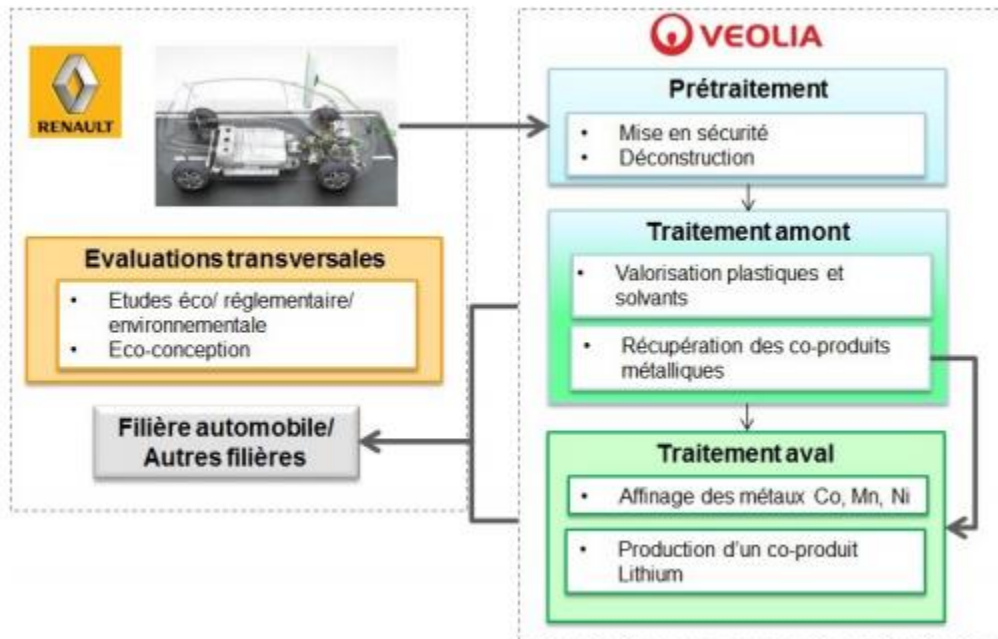 RENAULT
Evaluations transversales
• Etudes éco/ réglementaire/
environnementale
• Eco-conception
Filière automobile/
Autres filières
VEOLIA
Prétraitement
• Mise en sécurité
• Déconstruction
Traitement amont
• Valorisation plastiques et
solvants
• Récupération des co-produits
métalliques
Traitement aval
• Affinage des métaux Co, Mn, Ni
• Production d'un co-produit
Lithium